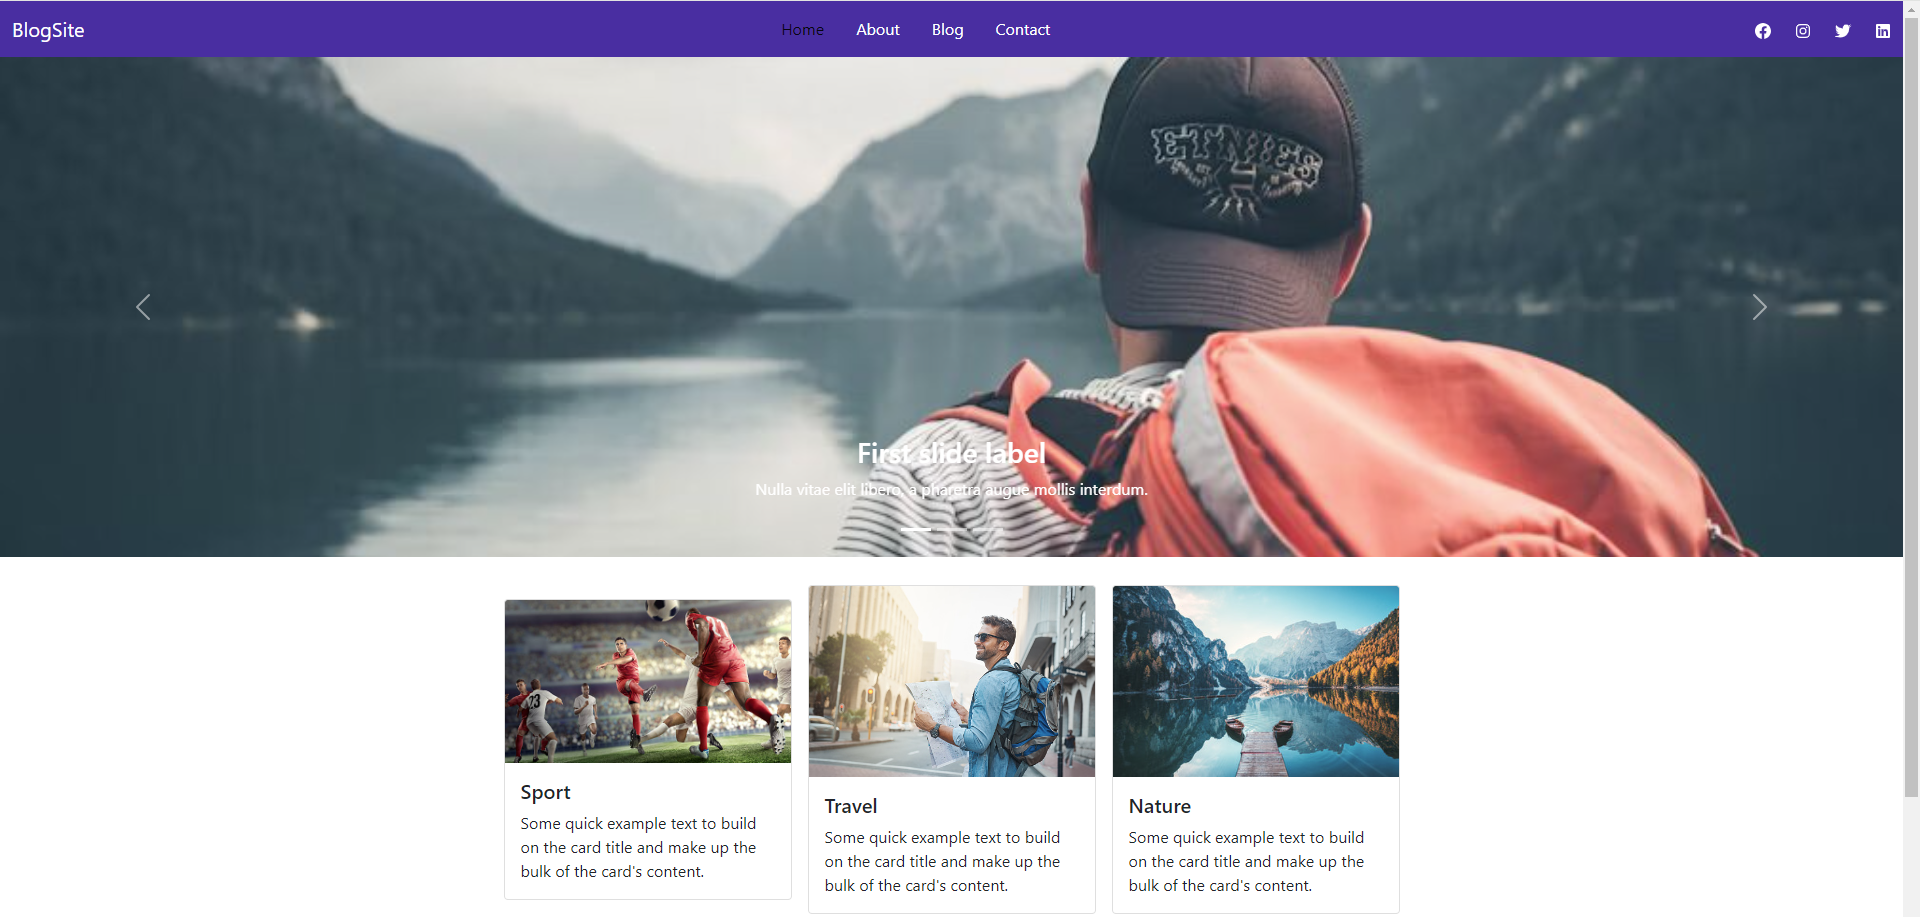 BlogSite
Home About Blog Contact
ETNIES
First slide label
Nulla vitae elit libero, a pharetra augue mollis interdum.
23
Sport
Some quick example text to build
on the card title and make up the
bulk of the card's content.
Travel
Some quick example text to build
on the card title and make up the
bulk of the card's content.
Nature
Some quick example text to build
on the card title and make up the
bulk of the card's content.